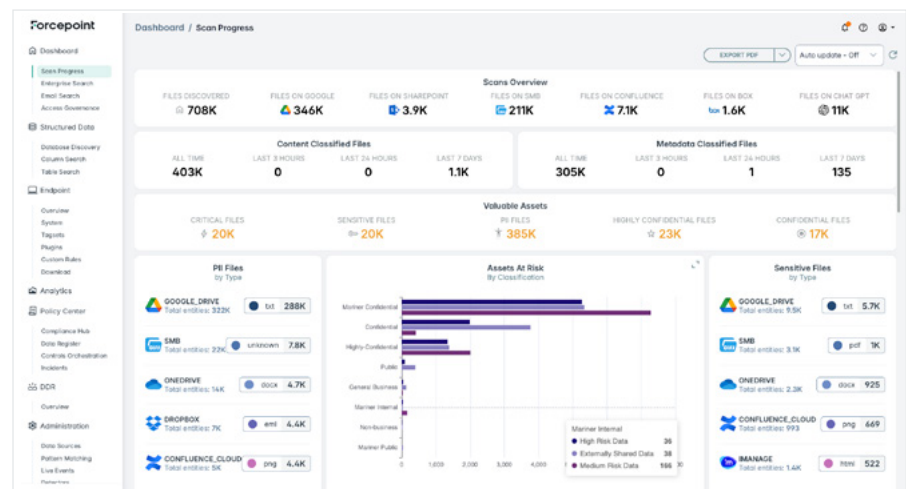 Forcepoint
Dashboard / Scan Progress
EXPORT PDF
Auto update - Off
Dashboard
Scan Progress
Enterprise Search
Email Search
Access Governance
Structured Data
Database Discovery
Column Search
Table Search
Endpoint
Overview
System
Tagsets
Plugins
Custom Rules
Download
Analytics
Policy Center
Compliance Hub
Data Register
Controls Orchestration
Incidents
DDR
Overview
Administration
Data Sources
Pattern Matching
Live Events
Detectors
Scans Overview
FILES DISCOVERED FILES ON GOOGLE FILES ON SHAREPOINT FILES ON SMB FILES ON CONFLUENCE FILES ON BOX FILES ON CHAT GPT
708K 346K 3.9K 211K 7.1K box 1.6K 11K
Content Classified Files
ALL TIME LAST 3 HOURS LAST 24 HOURS LAST 7 DAYS
403K 0 0 1.1K
Metadata Classified Files
ALL TIME LAST 3 HOURS LAST 24 HOURS LAST 7 DAYS
305K 0 1 135
Valuable Assets
CRITICAL FILES SENSITIVE FILES PII FILES HIGHLY CONFIDENTIAL FILES CONFIDENTIAL FILES
20K 20K 385K 23K 17K
PII Files
by Type
GOOGLE_DRIVE
Total entities: 322K txt 288K
SMB
Total entities: 22K unknown 7.8K
ONEDRIVE
Total entities: 14K docx 4.7K
DROPBOX
Total entities: 7K eml 4.4K
CONFLUENCE_CLOUD
Total entities: 5K png 4.4K
Assets At Risk
By Classification
Mariner Confidential
Confidential
Highly-Confidential
Public
General Business
Mariner Internal
Non-business
Mariner Public
0 1,000 2,000 3,000 4,000
Mariner Internal
High Risk Data 36
Externally Shared Data 38
Medium Risk Data 166
Sensitive Files
by Type
GOOGLE_DRIVE
Total entities: 9.5K txt 5.7K
SMB
Total entities: 3.1K pdf 1K
ONEDRIVE
Total entities: 2.3K docx 925
CONFLUENCE_CLOUD
Total entities: 993 png 669
IMANAGE
Total entities: 1.4K html 522